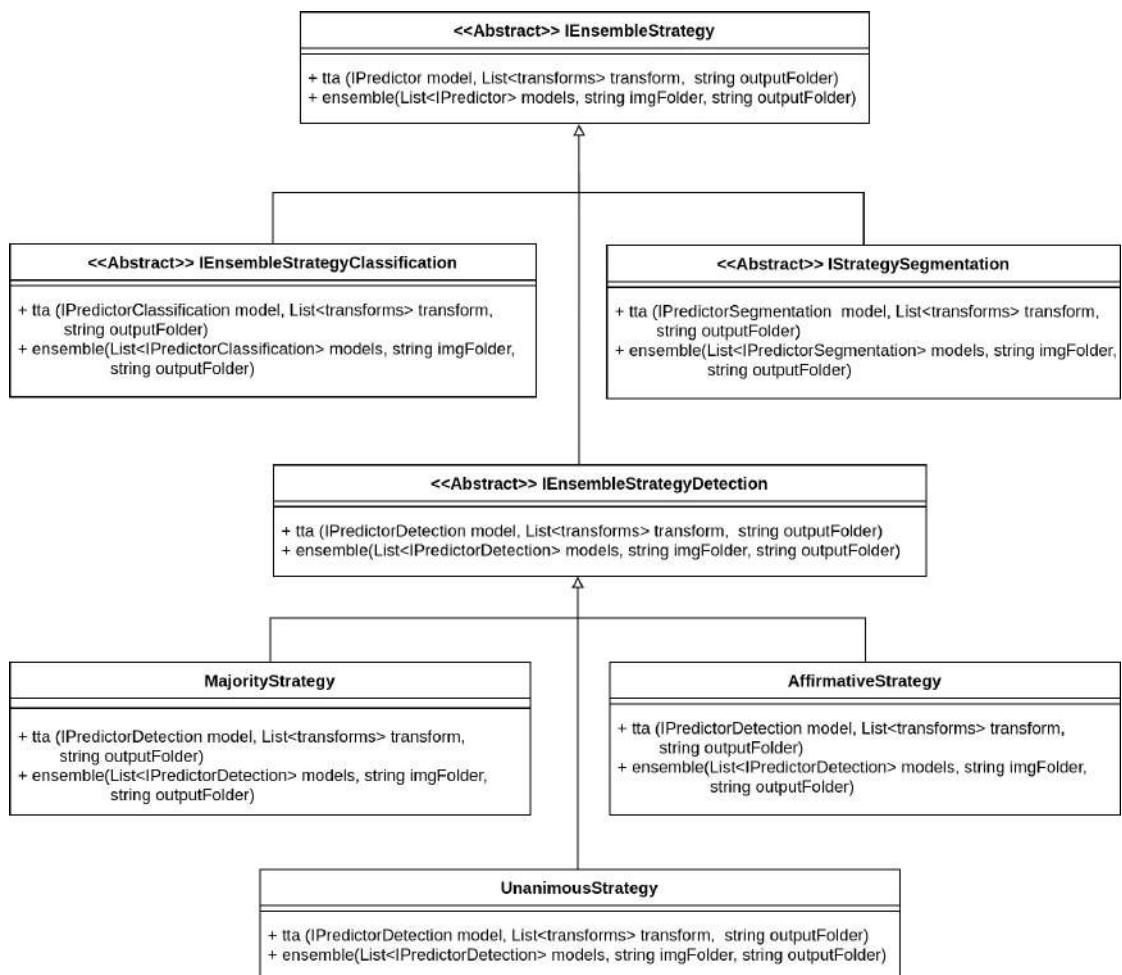 <<Abstract>> IEnsembleStrategy
+ tta (IPredictor model, List<transforms> transform, string outputFolder)
+ ensemble(List<IPredictor> models, string imgFolder, string outputFolder)
<<Abstract>> IEnsembleStrategyClassification
+ tta (IPredictorClassification model, List<transforms> transform,
string outputFolder)
+ ensemble(List<IPredictorClassification> models, string imgFolder,
string outputFolder)
<<Abstract>> IStrategySegmentation
+ tta (IPredictorSegmentation model, List<transforms> transform,
string outputFolder)
+ ensemble(List<IPredictorSegmentation> models, string imgFolder,
string outputFolder)
<<Abstract>> IEnsembleStrategyDetection
+ tta (IPredictorDetection model, List<transforms> transform, string outputFolder)
+ ensemble(List<IPredictorDetection> models, string imgFolder, string outputFolder)
MajorityStrategy
+ tta (IPredictorDetection model, List<transforms> transform,
string outputFolder)
+ ensemble(List<IPredictorDetection> models, string imgFolder,
string outputFolder)
AffirmativeStrategy
+ tta (IPredictorDetection model, List<transforms> transform,
string outputFolder)
+ ensemble(List<IPredictorDetection> models, string imgFolder,
string outputFolder)
UnanimousStrategy
+ tta (IPredictorDetection model, List<transforms> transform, string outputFolder)
+ ensemble(List<IPredictorDetection> models, string imgFolder, string outputFolder)